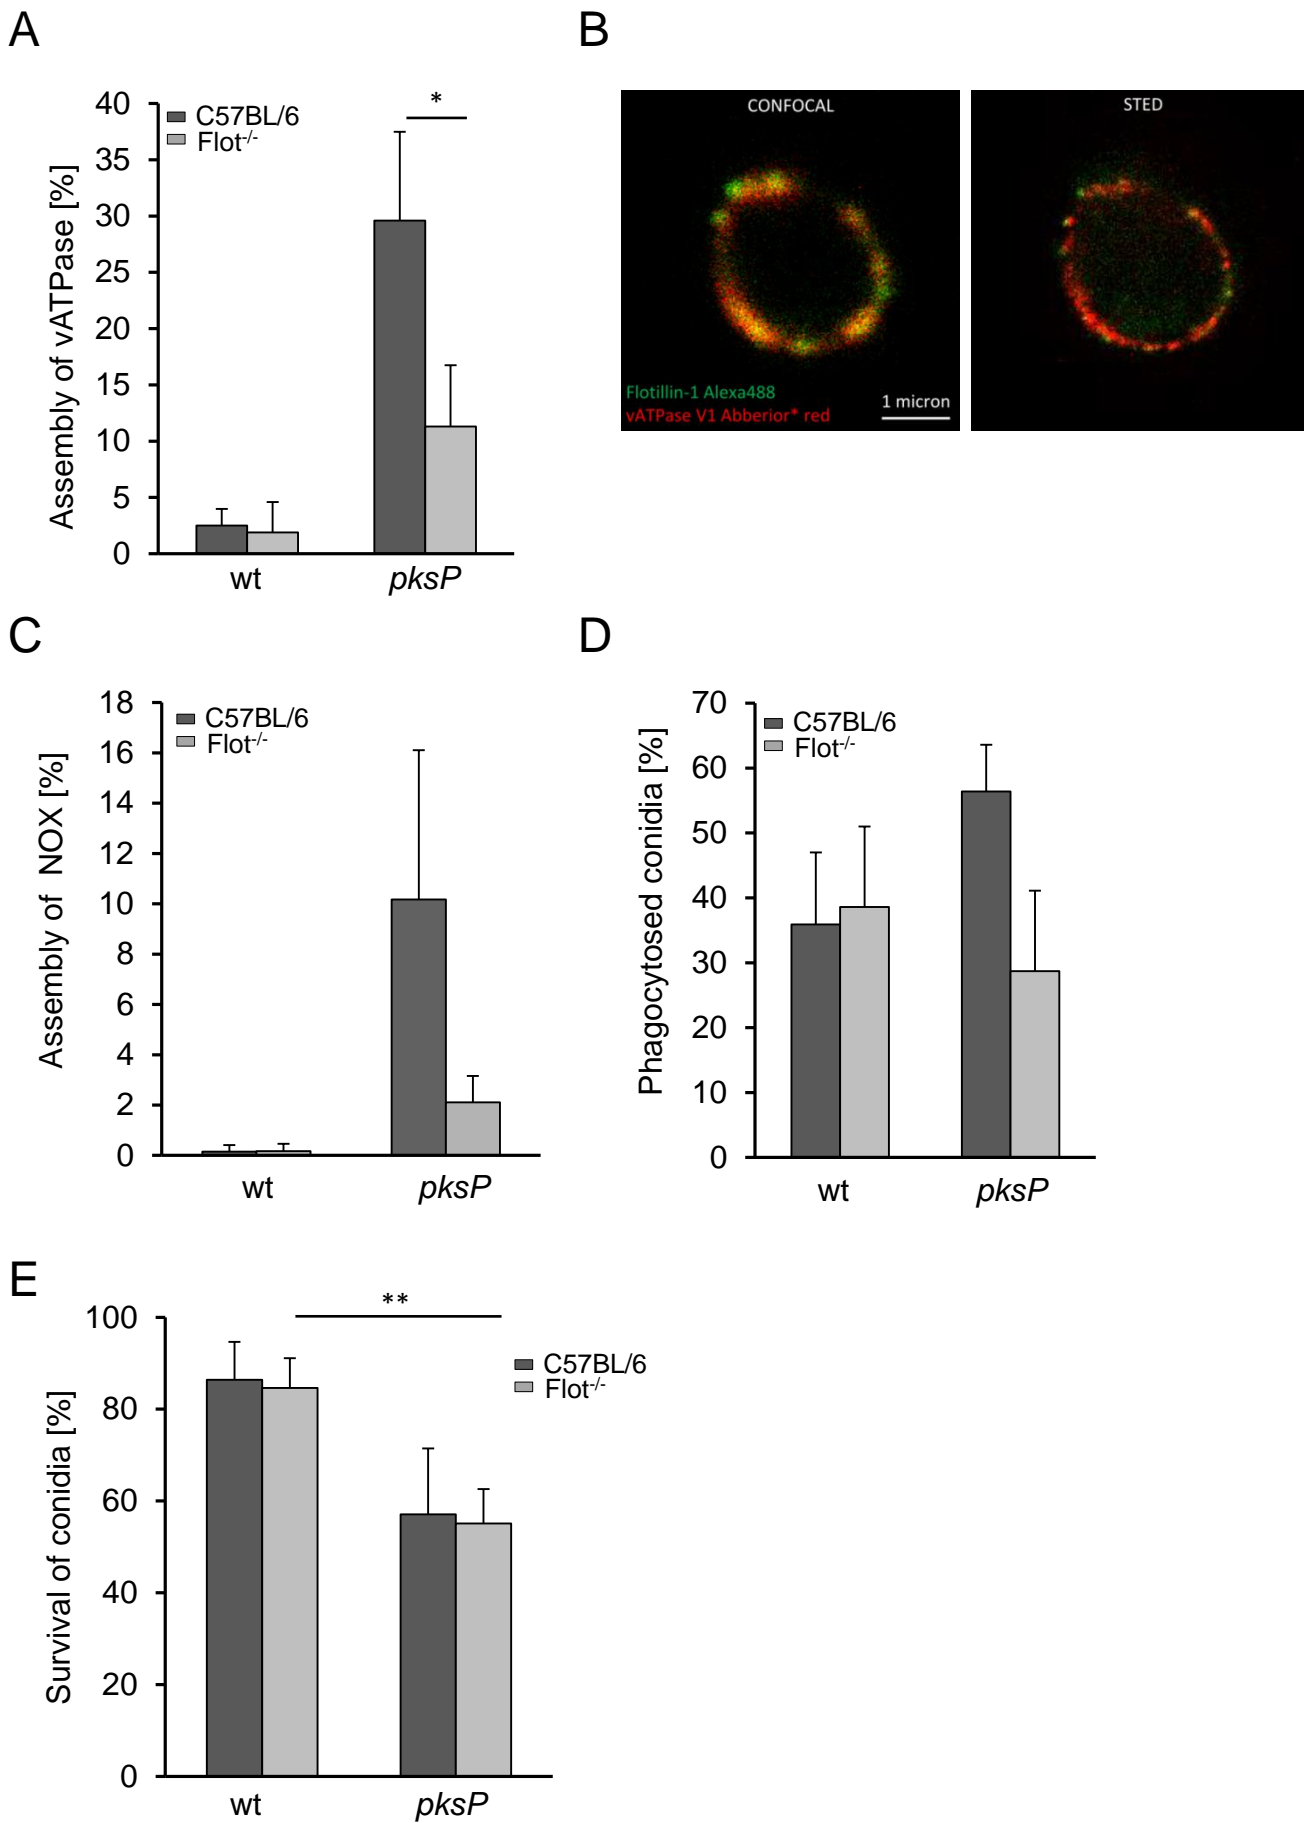 A
Assembly of vATPase [%]
40
35
30
25
20
15
10
5
0
C57BL/6
Flot-/-
*
wt
pksP
B
CONFOCAL
Flotillin-1 Alexa488
vATPase V1 Abberior* red
1 micron
STED
C
Assembly of NOX [%]
18
16
14
12
10
8
6
4
2
0
C57BL/6
Flot-/-
wt
pksP
D
Phagocytosed conidia [%]
70
60
50
40
30
20
10
0
C57BL/6
Flot-/-
wt
pksP
E
Survival of conidia [%]
100
80
60
40
20
0
**
C57BL/6
Flot-/-
wt
pksP